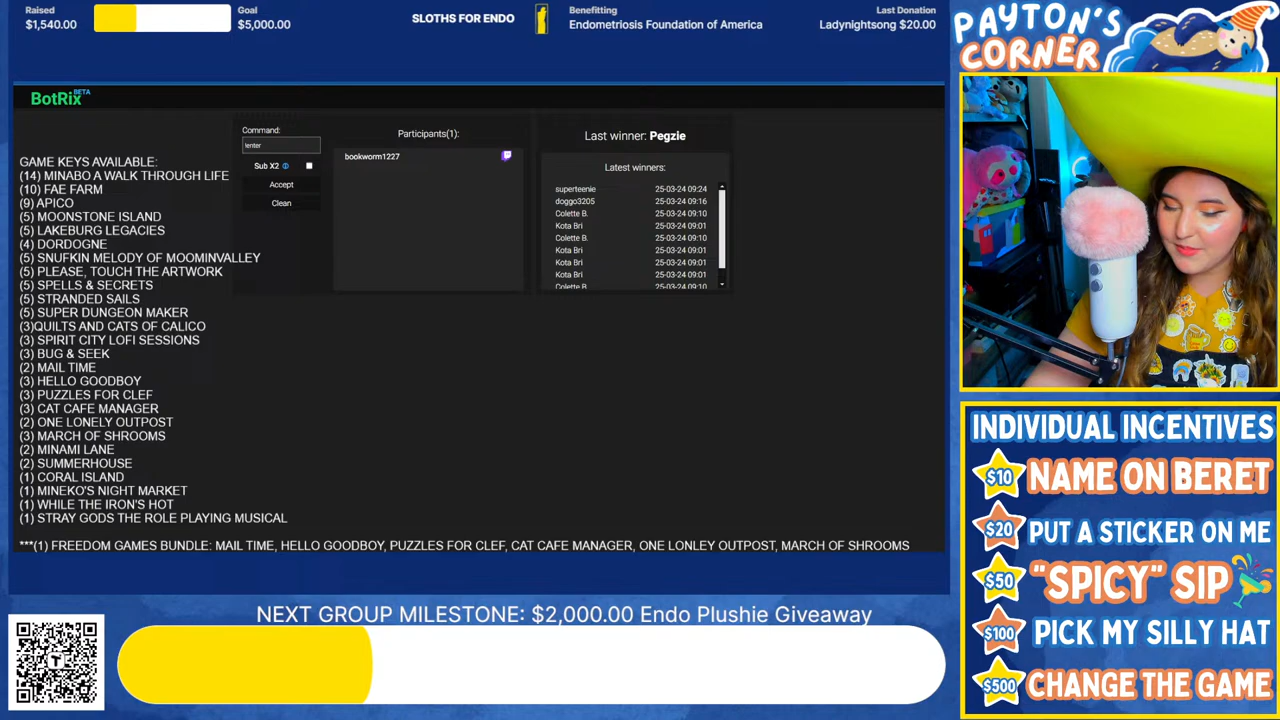 Raised
$1,540.00
Goal
$5,000.00
SLOTHS FOR ENDO
Benefitting
Endometriosis Foundation of America
Last Donation
Ladynightsong $20.00
PAYTON'S
CORNER
BotRix BETA
Command:
!enter
Sub X2
Accept
Clean
Participants(1):
bookworm1227
Last winner: Pegzie
Latest winners:
superteenie 25-03-24 09:24
doggo3205 25-03-24 09:16
Colette B. 25-03-24 09:10
Kota Bri 25-03-24 09:01
Colette B. 25-03-24 09:10
Kota Bri 25-03-24 09:01
Kota Bri 25-03-24 09:01
Kota Bri 25-03-24 09:01
Colette B. 25-03-24 09:10
GAME KEYS AVAILABLE:
(14) MINABO A WALK THROUGH LIFE
(10) FAE FARM
(9) APICO
(5) MOONSTONE ISLAND
(5) LAKEBURG LEGACIES
(4) DORDOGNE
(5) SNUFKIN MELODY OF MOOMINVALLEY
(5) PLEASE, TOUCH THE ARTWORK
(5) SPELLS & SECRETS
(5) STRANDED SAILS
(5) SUPER DUNGEON MAKER
(3)QUILTS AND CATS OF CALICO
(3) SPIRIT CITY LOFI SESSIONS
(3) BUG & SEEK
(2) MAIL TIME
(3) HELLO GOODBOY
(3) PUZZLES FOR CLEF
(3) CAT CAFE MANAGER
(2) ONE LONELY OUTPOST
(3) MARCH OF SHROOMS
(2) MINAMI LANE
(2) SUMMERHOUSE
(1) CORAL ISLAND
(1) MINEKO'S NIGHT MARKET
(1) WHILE THE IRON'S HOT
(1) STRAY GODS THE ROLE PLAYING MUSICAL
***(1) FREEDOM GAMES BUNDLE: MAIL TIME, HELLO GOODBOY, PUZZLES FOR CLEF, CAT CAFE MANAGER, ONE LONLEY OUTPOST, MARCH OF SHROOMS
NEXT GROUP MILESTONE: $2,000.00 Endo Plushie Giveaway
INDIVIDUAL INCENTIVES
$10 NAME ON BERET
$20 PUT A STICKER ON ME
$50 "SPICY" SIP
$100 PICK MY SILLY HAT
$500 CHANGE THE GAME